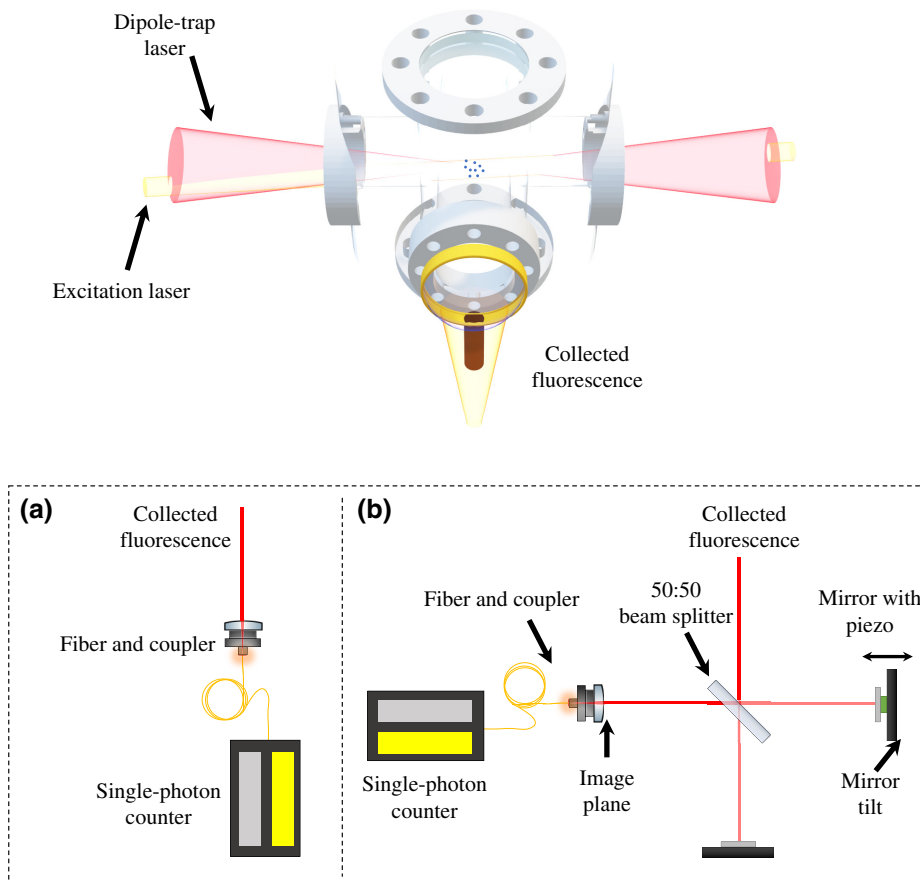 Dipole-trap
laser
Excitation laser
Collected
fluorescence
(a)
Collected
fluorescence
Fiber and coupler
Single-photon
counter
(b)
Collected
fluorescence
50:50
beam splitter
Fiber and coupler
Mirror with
piezo
Single-photon
counter
Image
plane
Mirror
tilt